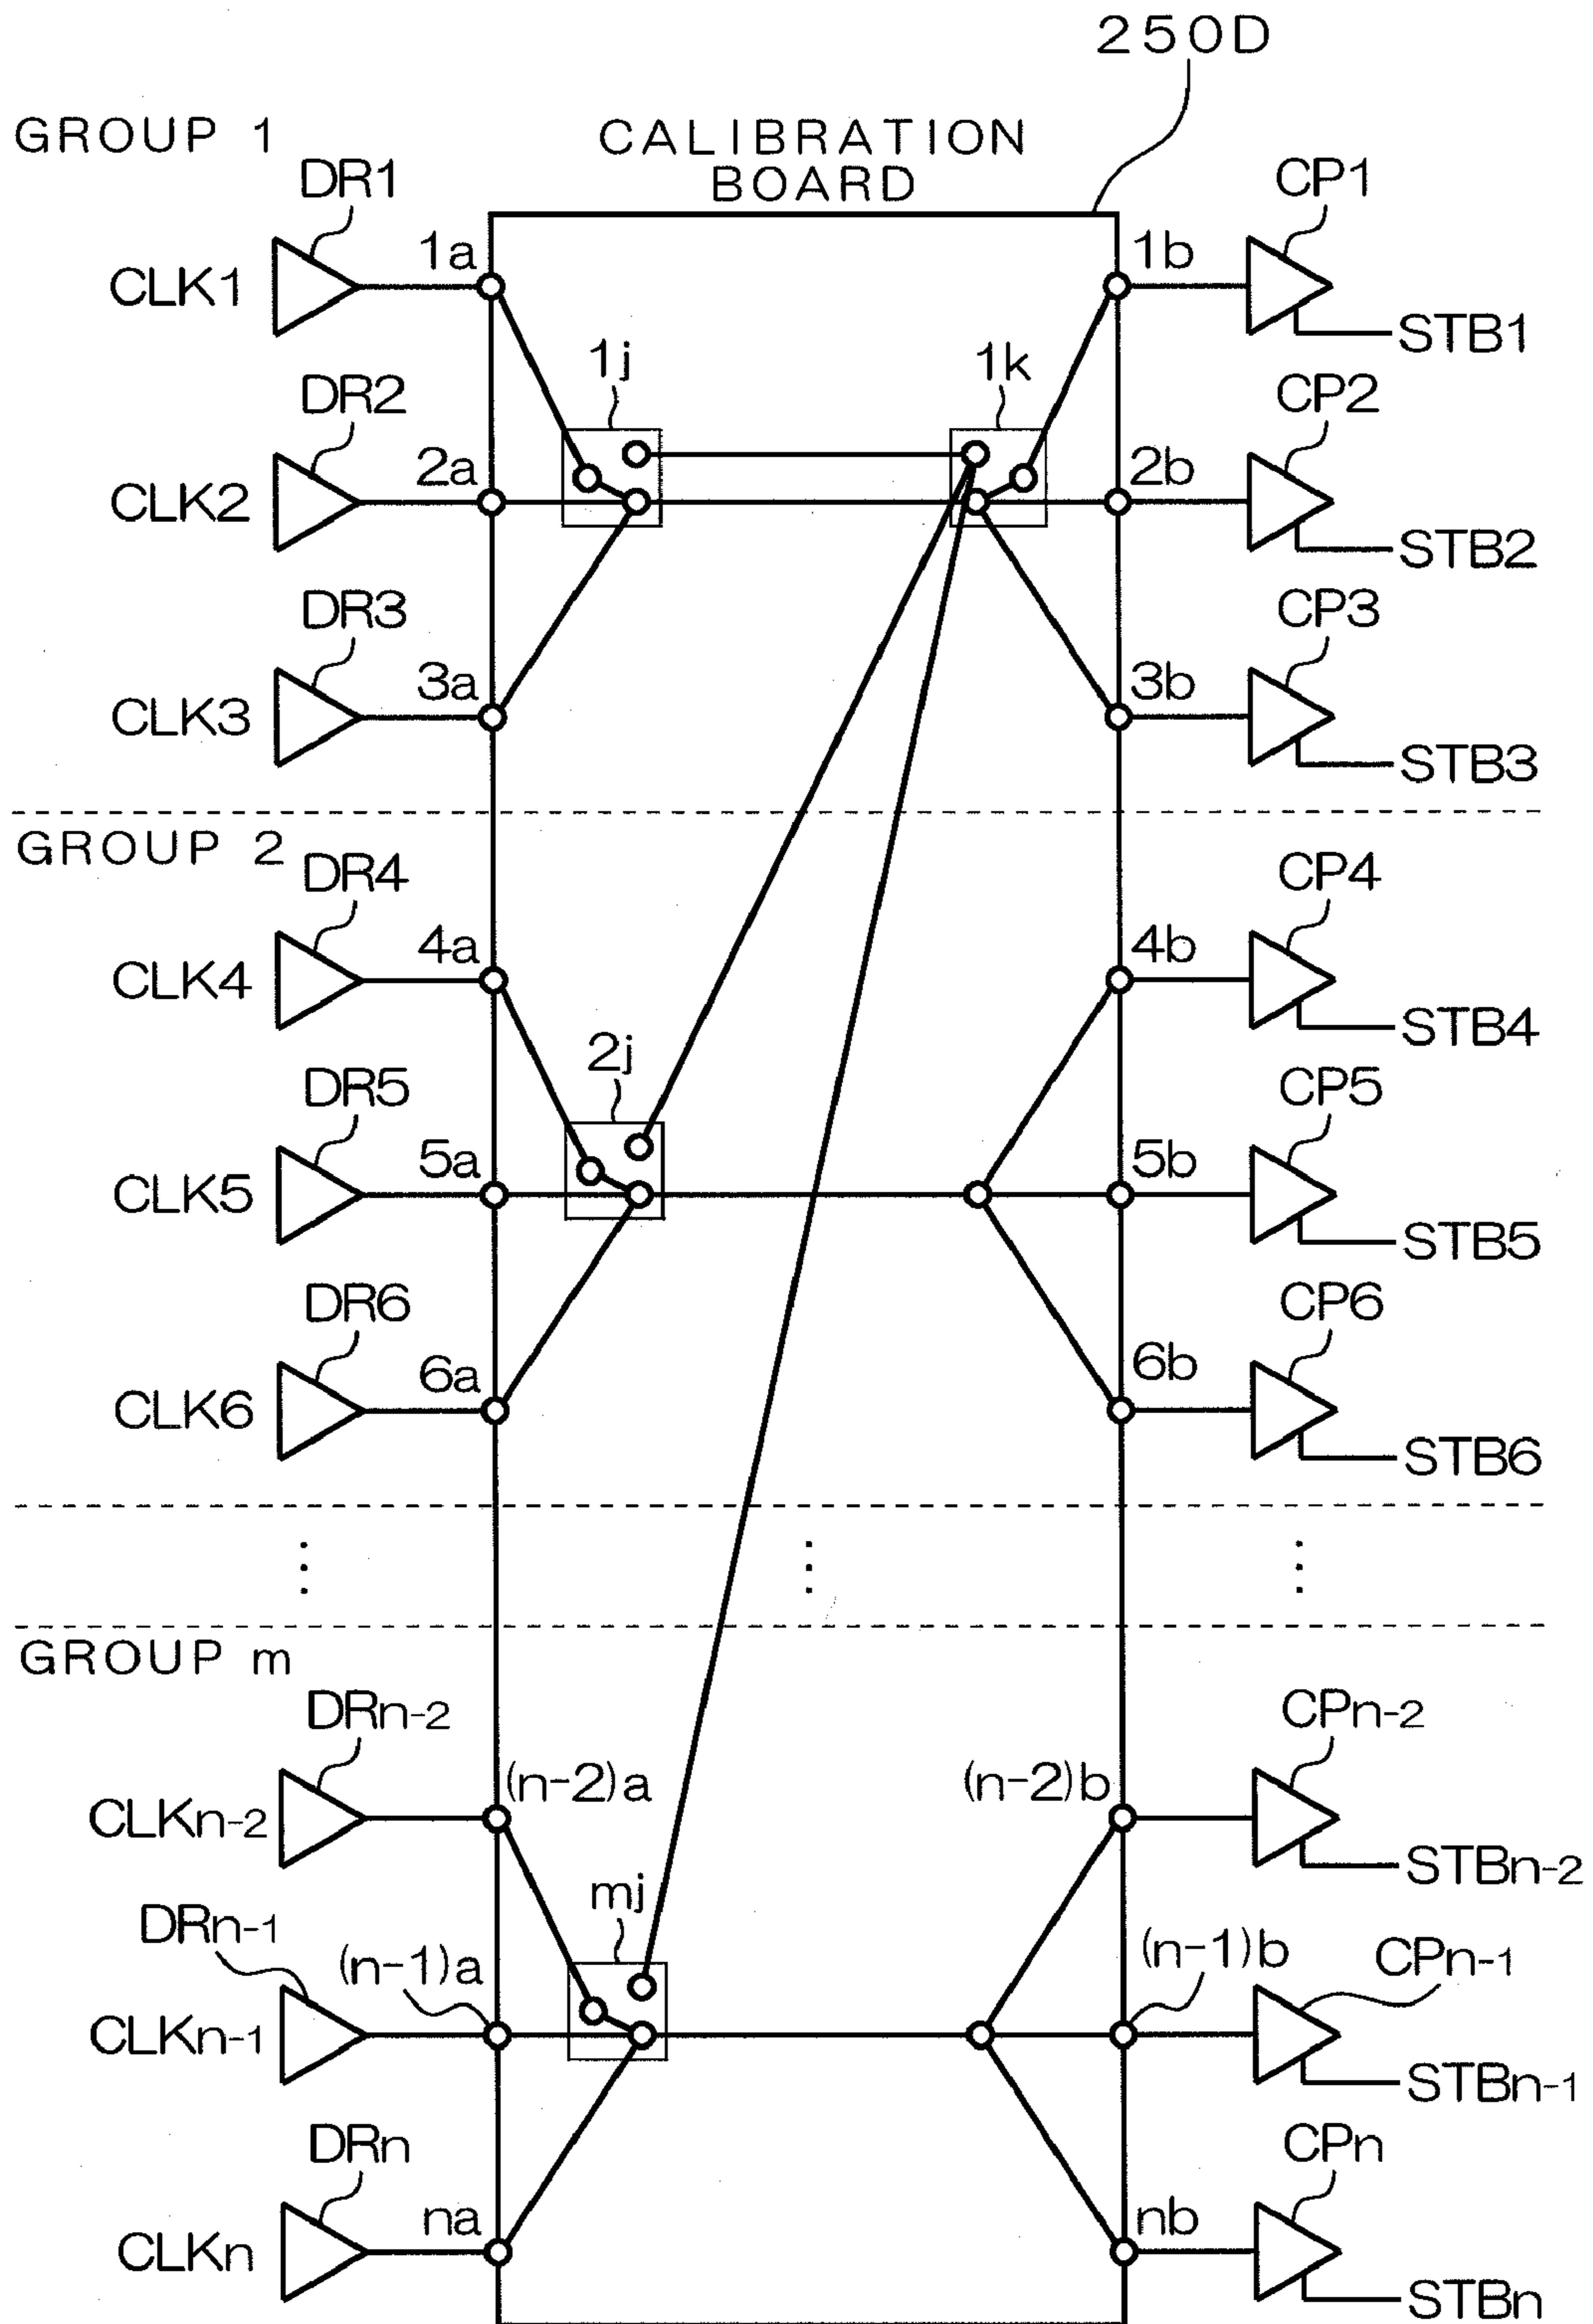 250D
GROUP 1
CALIBRATION
BOARD
DR1
CP1
CLK1
1a
1b
STB1
1j
1k
DR2
CP2
CLK2
2a
2b
STB2
DR3
CP3
CLK3
3a
3b
STB3
GROUP 2
DR4
CP4
CLK4
4a
4b
STB4
2j
DR5
CP5
CLK5
5a
5b
STB5
DR6
CP6
CLK6
6a
6b
STB6
GROUP m
DRn-2
CPn-2
CLKn-2
(n-2)a
(n-2)b
STBn-2
mj
DRn-1
(n-1)a
(n-1)b
CPn-1
CLKn-1
STBn-1
DRn
CPn
CLKn
na
nb
STBn